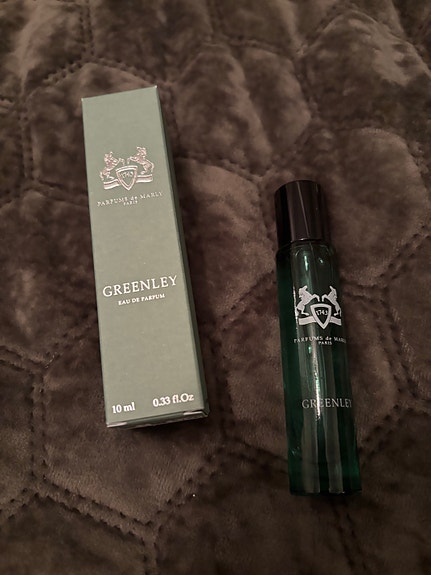 1743
PARFUMS de MARLY
PARIS
GREENLEY
EAU DE PARFUM
10 ml 0.33 fl.Oz
1743
PARFUMS de MARLY
PARIS
GREENLEY